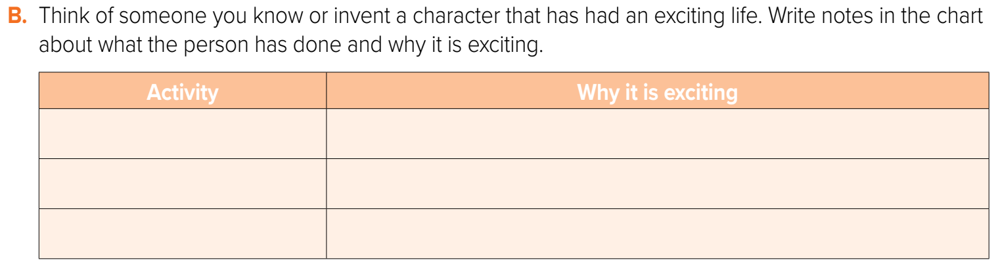 B. Think of someone you know or invent a character that has had an exciting life. Write notes in the chart
about what the person has done and why it is exciting.
Activity Why it is exciting